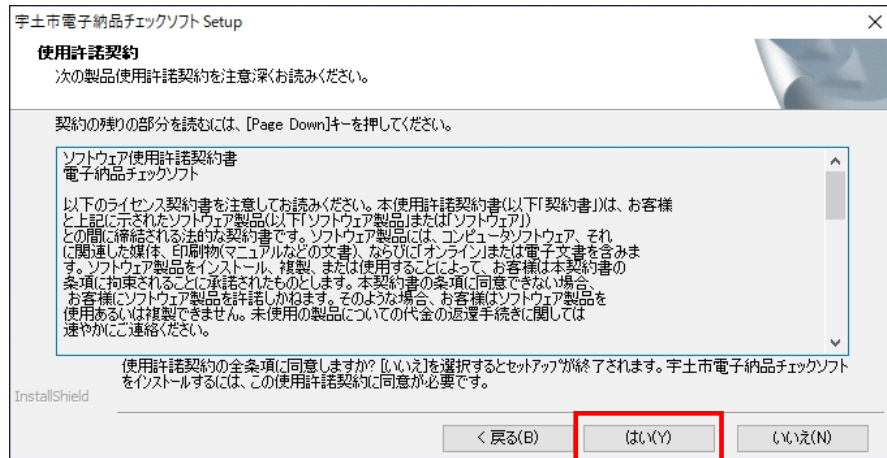 宇土市電子納品チェックソフト Setup
使用許諾契約
次の製品使用許諾契約を注意深くお読みください。
契約の残りの部分を読むには、[Page Down]キーを押してください。
ソフトウェア使用許諾契約書
電子納品チェックソフト
以下のライセンス契約書を注意してお読みください。本使用許諾契約書(以下「契約書」)は、お客様
と上記に示されたソフトウェア製品(以下「ソフトウェア製品」または「ソフトウェア」)
との間に締結される法的な契約書です。ソフトウェア製品には、コンピュータソフトウェア、それ
に関連した媒体、印刷物(マニュアルなどの文書)、ならびに「オンライン」または電子文書を含みま
す。ソフトウェア製品をインストール、複製、または使用することによって、お客様は本契約書の
条項に拘束されることに承諾されたものとします。本契約書の条項に同意できない場合、
お客様にソフトウェア製品を許諾しかねます。そのような場合、お客様はソフトウェア製品を
使用あるいは複製できません。未使用の製品についての代金の返還手続きに関しては
速やかにご連絡ください。
使用許諾契約の全条項に同意しますか? [いいえ]を選択するとセットアップが終了されます。宇土市電子納品チェックソフト
をインストールするには、この使用許諾契約に同意が必要です。
InstallShield
< 戻る(B) はい(Y) いいえ(N)